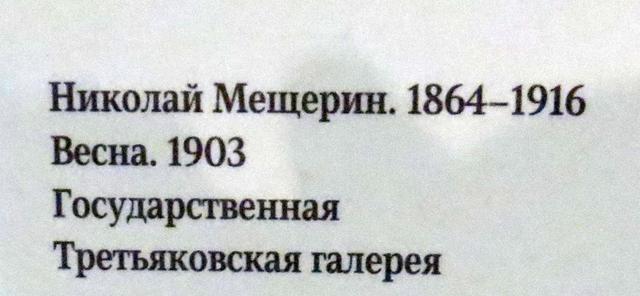 Николай Мещерин. 1864–1916
Весна. 1903
Государственная
Третьяковская галерея